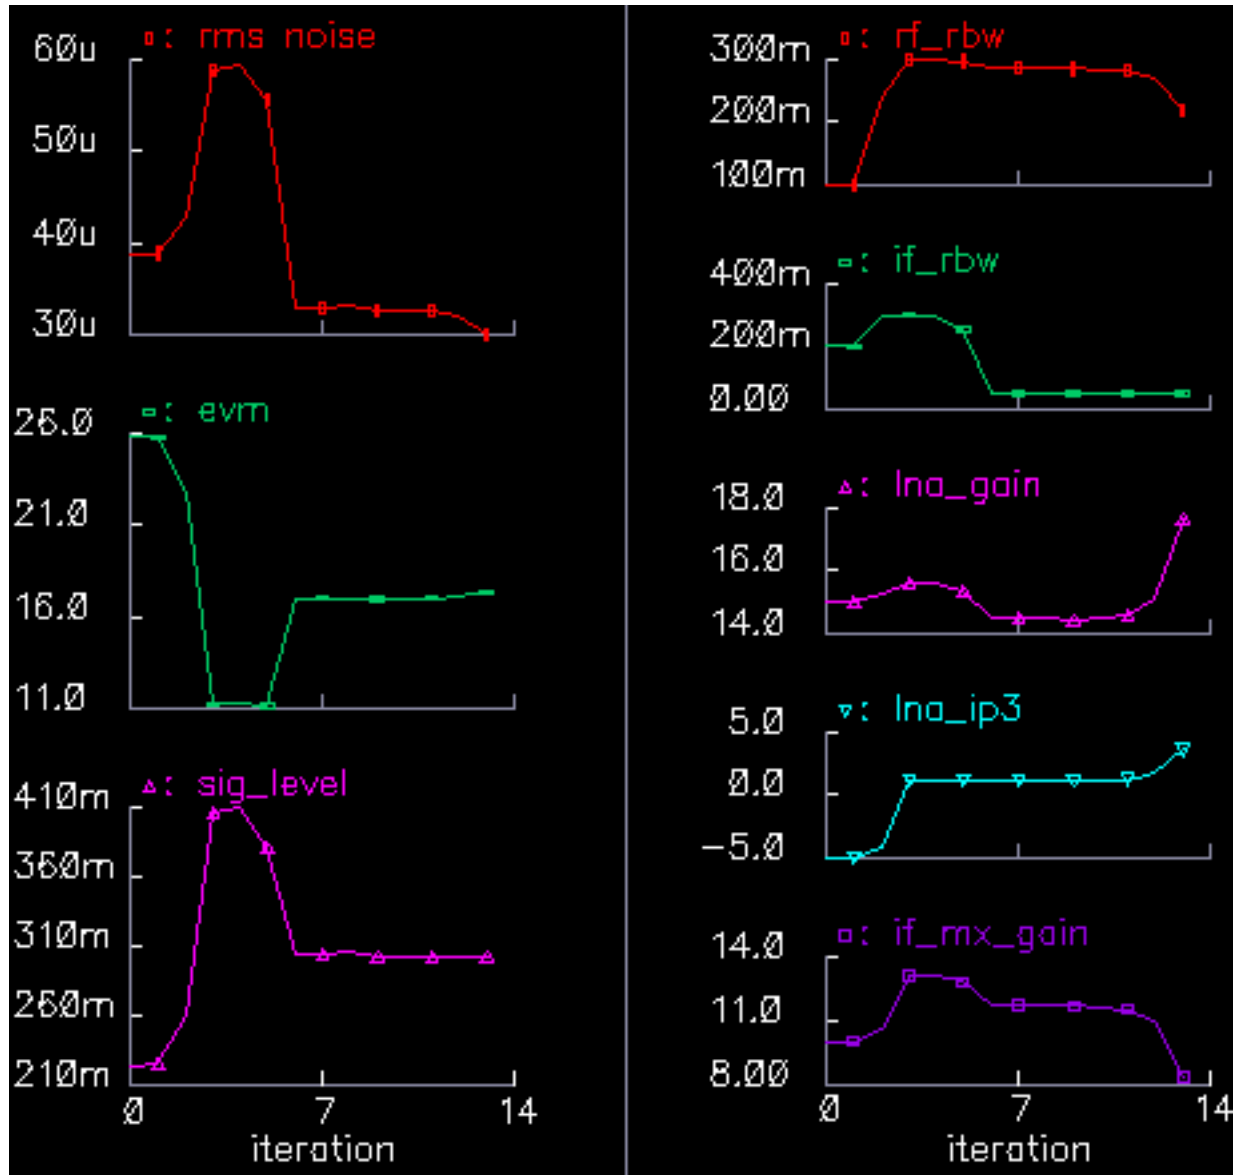 rms noise
60u
50u
40u
30u
evm
26.0
21.0
16.0
11.0
sig_level
410m
360m
310m
260m
210m
0 7 14
iteration
rf_rbw
300m
200m
100m
if_rbw
400m
200m
0.00
lna_gain
18.0
16.0
14.0
lna_ip3
5.0
0.0
-5.0
if_mx_gain
14.0
11.0
8.00
0 7 14
iteration